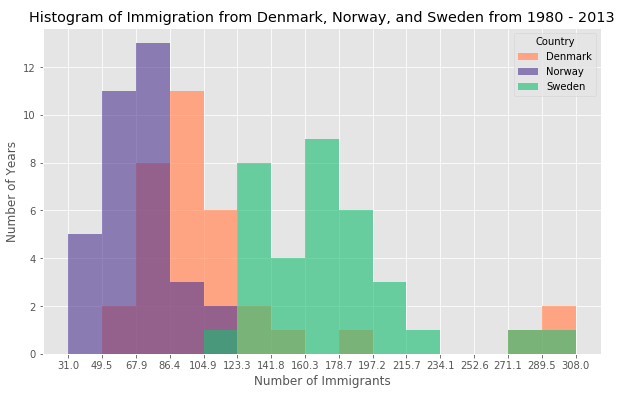 Histogram of Immigration from Denmark, Norway, and Sweden from 1980 - 2013
Country
Denmark
Norway
Sweden
Number of Years
12
10
8
6
4
2
0
31.0 49.5 67.9 86.4 104.9 123.3 141.8 160.3 178.7 197.2 215.7 234.1 252.6 271.1 289.5 308.0
Number of Immigrants